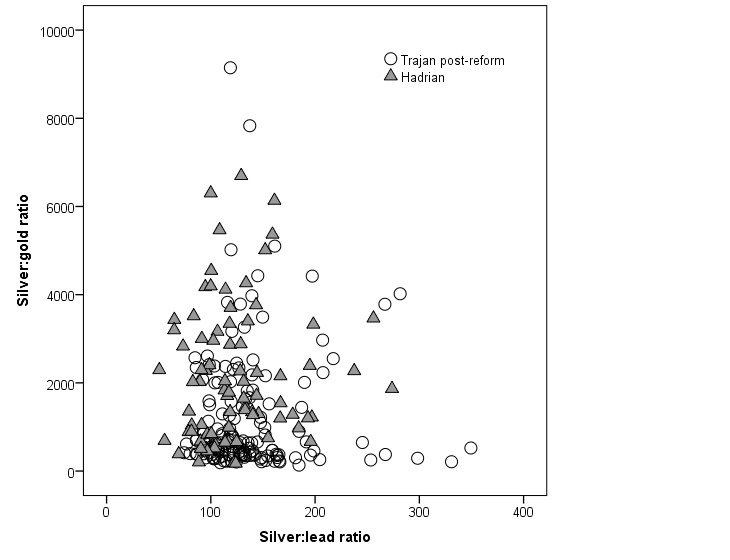 10000
8000
6000
4000
2000
0
Silver:gold ratio
Trajan post-reform
Hadrian
0 100 200 300 400
Silver:lead ratio